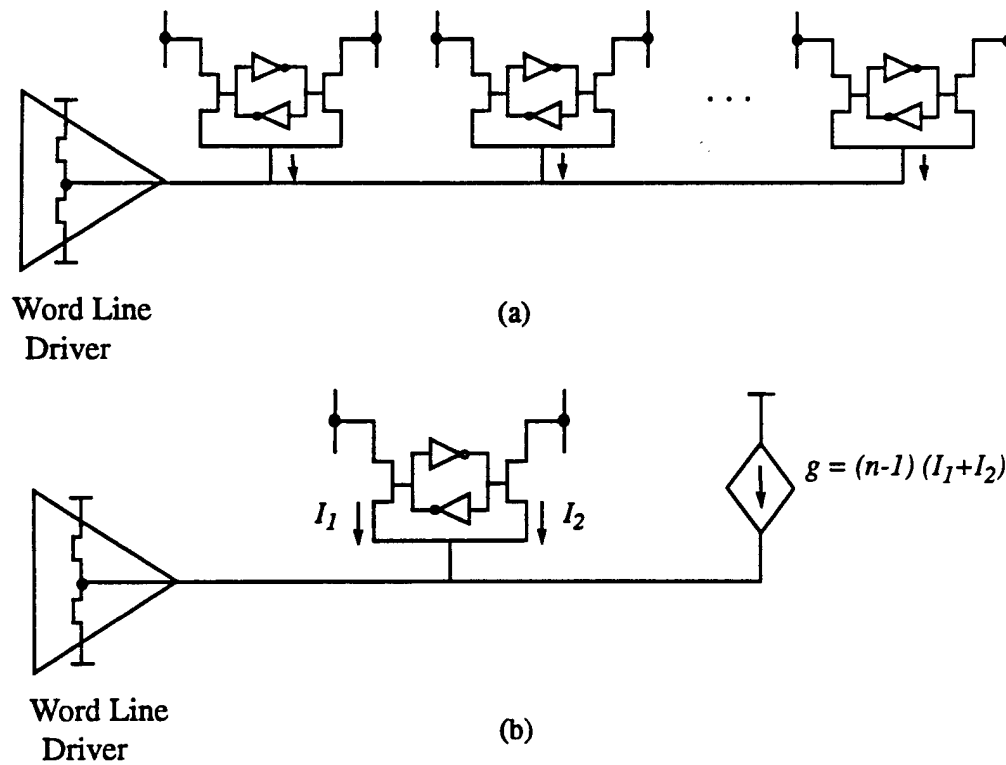 . . .
Word Line
Driver
(a)
I1
I2
g = (n-1) (I1+I2)
Word Line
Driver
(b)